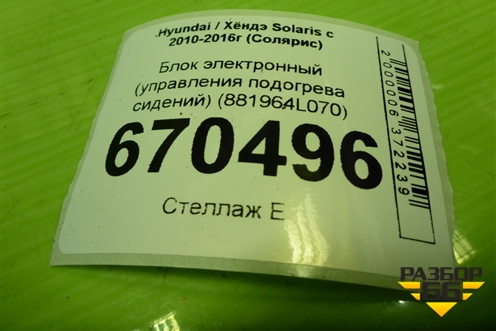 .Hyundai / Хёндэ Solaris с
2010-2016г (Солярис)
Блок электронный
(управления подогрева
сидений) (881964L070)
670496
Стеллаж Е
2000006372239
РАЗБОР
66